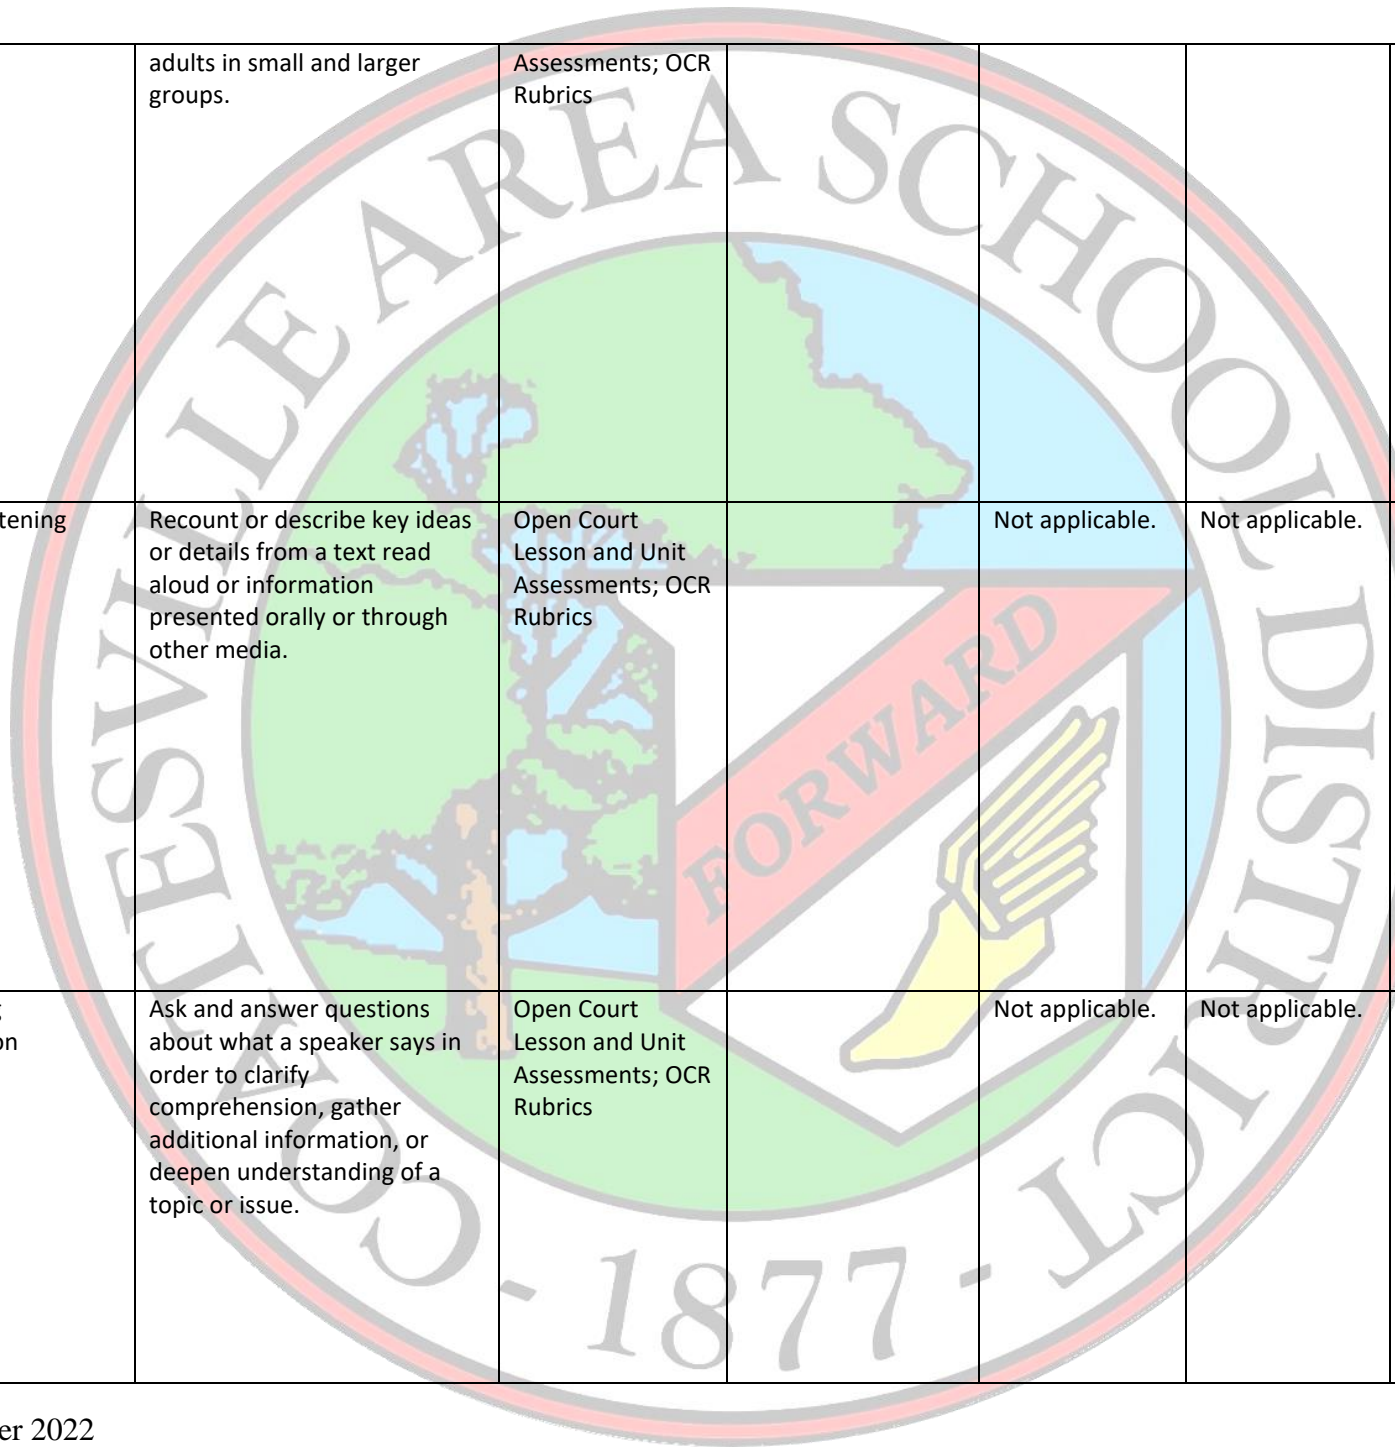 adults in small and larger
groups.
Assessments; OCR
Rubrics
tening
Recount or describe key ideas
or details from a text read
aloud or information
presented orally or through
other media.
Open Court
Lesson and Unit
Assessments; OCR
Rubrics
Not applicable.
Not applicable.
on
Ask and answer questions
about what a speaker says in
order to clarify
comprehension, gather
additional information, or
deepen understanding of a
topic or issue.
Open Court
Lesson and Unit
Assessments; OCR
Rubrics
Not applicable.
Not applicable.
er 2022
COATESVILLE AREA SCHOOL DISTRICT
FORWARD
- 1877 -